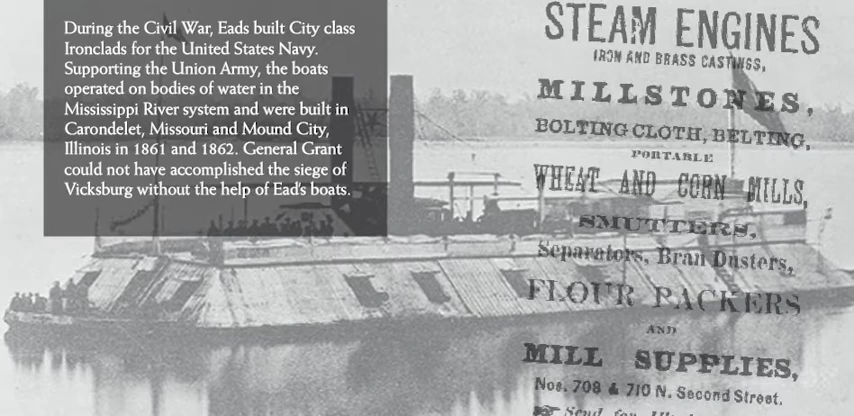 During the Civil War, Eads built City class
Ironclads for the United States Navy.
Supporting the Union Army, the boats
operated on bodies of water in the
Mississippi River system and were built in
Carondelet, Missouri and Mound City,
Illinois in 1861 and 1862. General Grant
could not have accomplished the siege of
Vicksburg without the help of Ead's boats.
STEAM ENGINES
IRON AND BRASS CASTINGS,
MILLSTONES,
BOLTING CLOTH, BELTING,
PORTABLE
WHEAT AND CORN MILLS,
SMUTTERS,
Separators, Bran Dusters,
FLOUR PACKERS
AND
MILL SUPPLIES,
Nos. 708 & 710 N. Second Street.
Send for